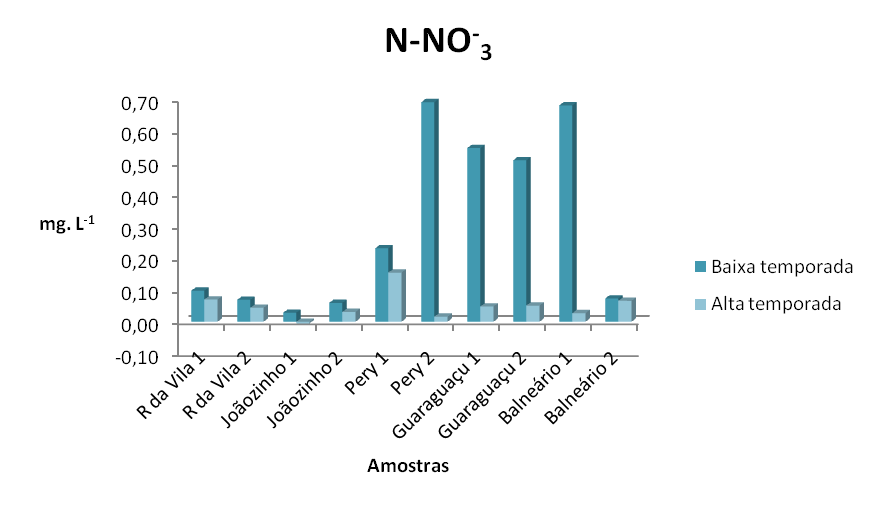 N-NO⁻₃
0,70
0,60
0,50
0,40
0,30
0,20
0,10
0,00
-0,10
mg. L⁻¹
R da Vila 1
R da Vila 2
Joãozinho 1
Joãozinho 2
Pery 1
Pery 2
Guaraguaçu 1
Guaraguaçu 2
Balneário 1
Balneário 2
Amostras
Baixa temporada
Alta temporada